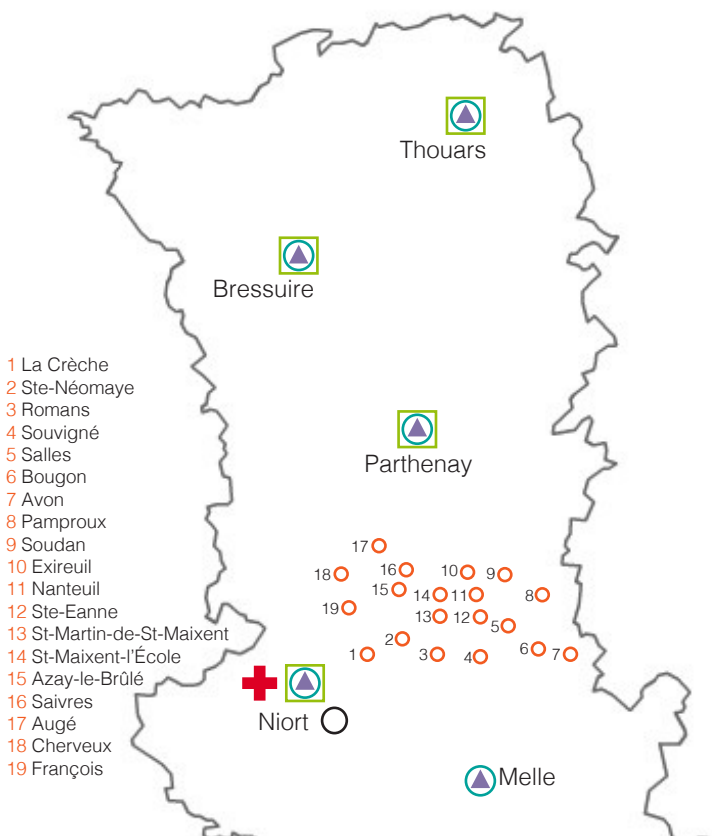 Thouars
Bressuire
1 La Crèche
2 Ste-Néomaye
3 Romans
4 Souvigné
5 Salles
6 Bougon
7 Avon
8 Pamproux
9 Soudan
10 Exireuil
11 Nanteuil
12 Ste-Eanne
13 St-Martin-de-St-Maixent
14 St-Maixent-l'École
15 Azay-le-Brûlé
16 Saivres
17 Augé
18 Cherveux
19 François
Parthenay
17
18 16 10 9
15 14 11 8
19 13 12 5
2
1 3 4 6 7
Niort
Melle